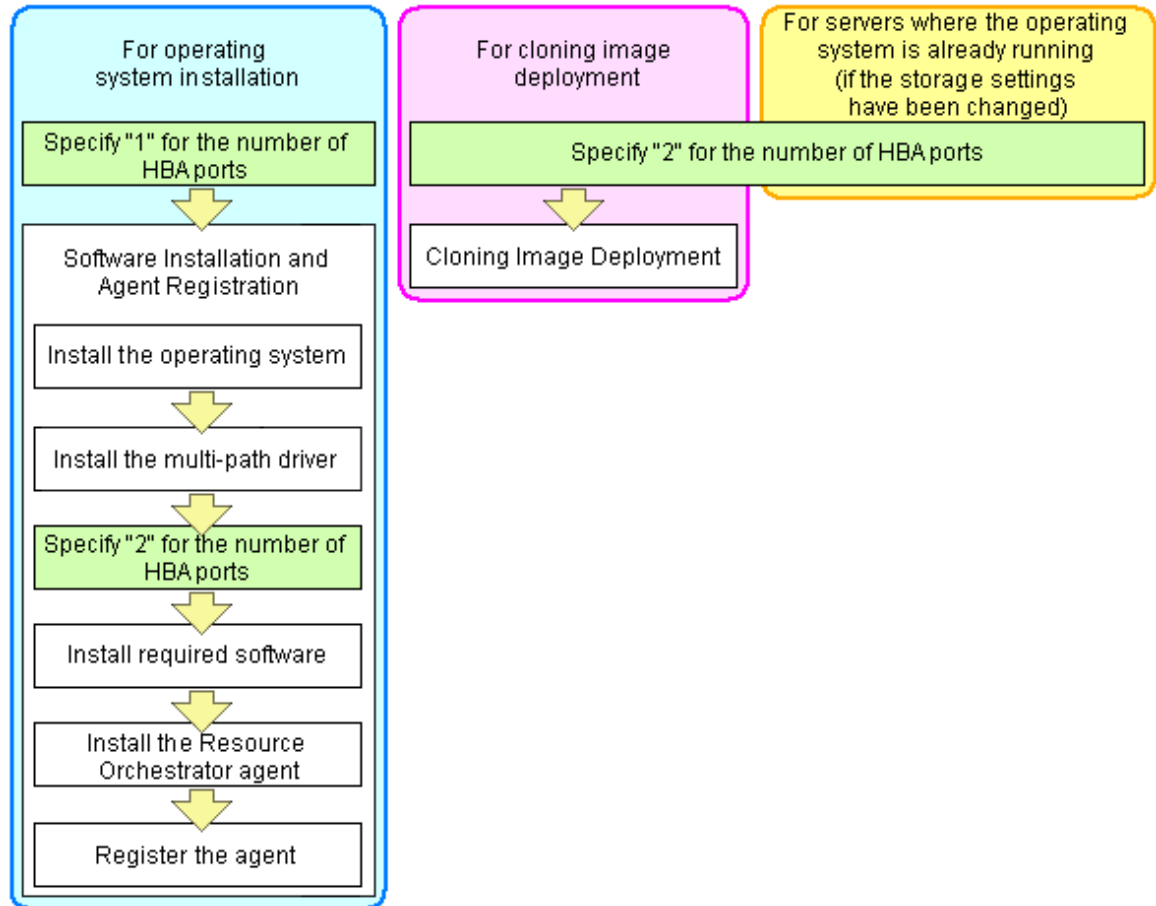 For operating
system installation
Specify "1" for the number of
HBA ports
Software Installation and
Agent Registration
Install the operating system
Install the multi-path driver
Specify "2" for the number of
HBA ports
Install required software
Install the Resource
Orchestrator agent
Register the agent
For cloning image
deployment
For servers where the operating
system is already running
(if the storage settings
have been changed)
Specify "2" for the number of HBA ports
Cloning Image Deployment